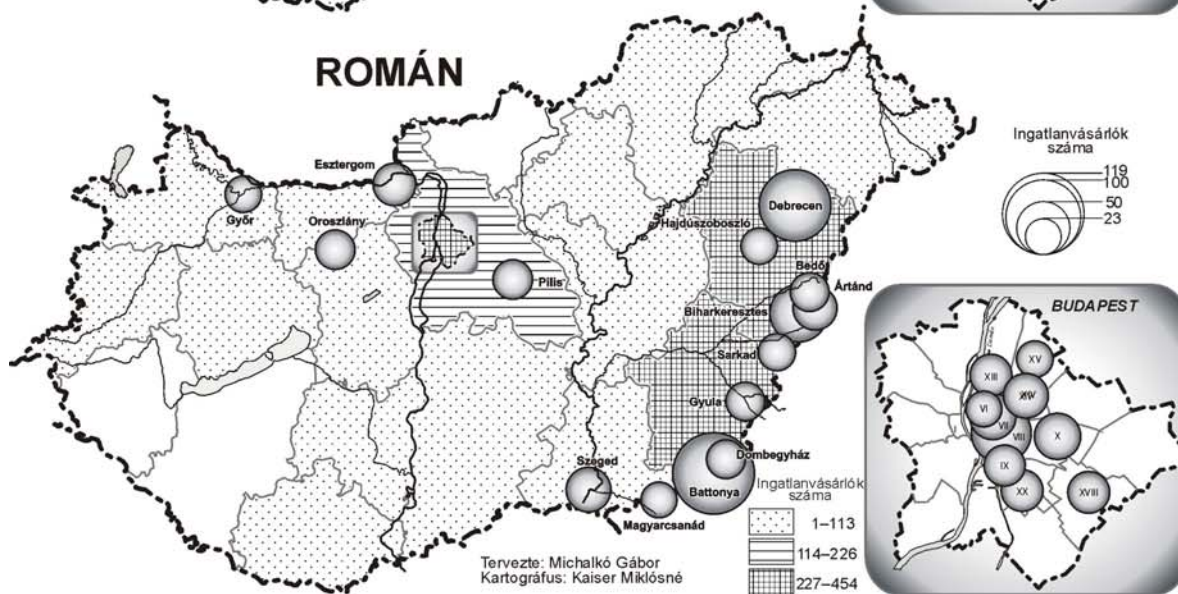 ROMÁN
Esztergom
Győr
Oroszlány
Pilis
Debrecen
Hajdúszoboszló
Bedő
Ártánd
Biharkeresztes
Sarkad
Gyula
Dombegyház
Battonya
Szeged
Magyarcsanád
Ingatlanvásárlók
száma
119
100
50
23
BUDAPEST
XV
XIII
XIV
VI
VII
VIII
X
IX
XX
XVIII
Ingatlanvásárlók
száma
1–113
114–226
227–454
Tervezte: Michalkó Gábor
Kartográfus: Kaiser Miklósné